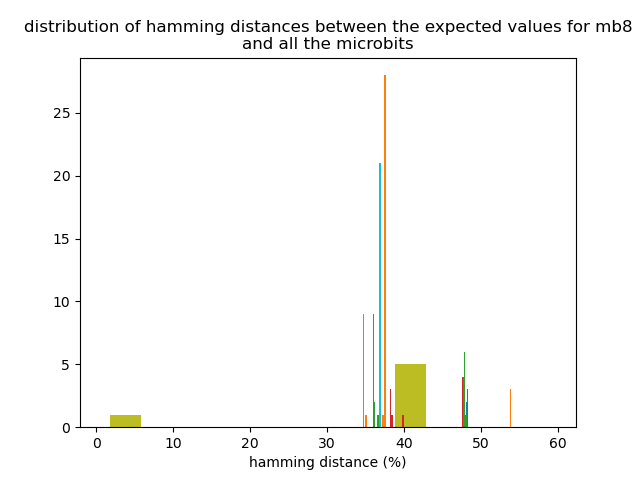 distribution of hamming distances between the expected values for mb8
and all the microbits
25
20
15
10
5
0
0 10 20 30 40 50 60
hamming distance (%)